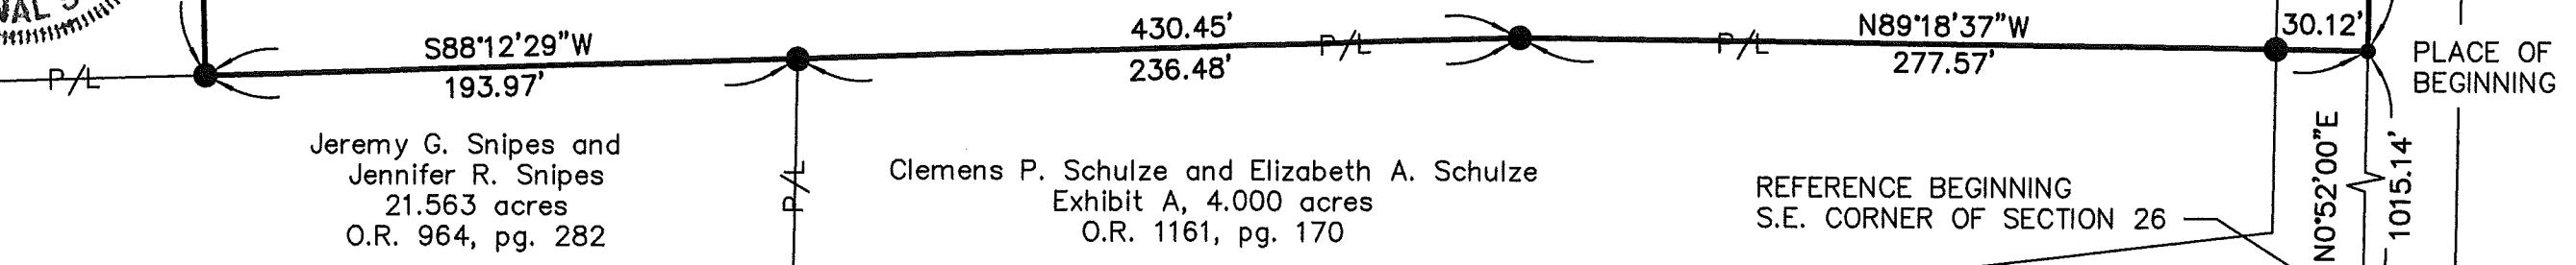 S88°12'29"W
193.97'
430.45'
236.48'
P/L
P/L
P/L
N89°18'37"W
277.57'
30.12'
PLACE OF
BEGINNING
Jeremy G. Snipes and
Jennifer R. Snipes
21.563 acres
O.R. 964, pg. 282
P/L
Clemens P. Schulze and Elizabeth A. Schulze
Exhibit A, 4.000 acres
O.R. 1161, pg. 170
REFERENCE BEGINNING
S.E. CORNER OF SECTION 26
N0°52'00"E
1015.14'